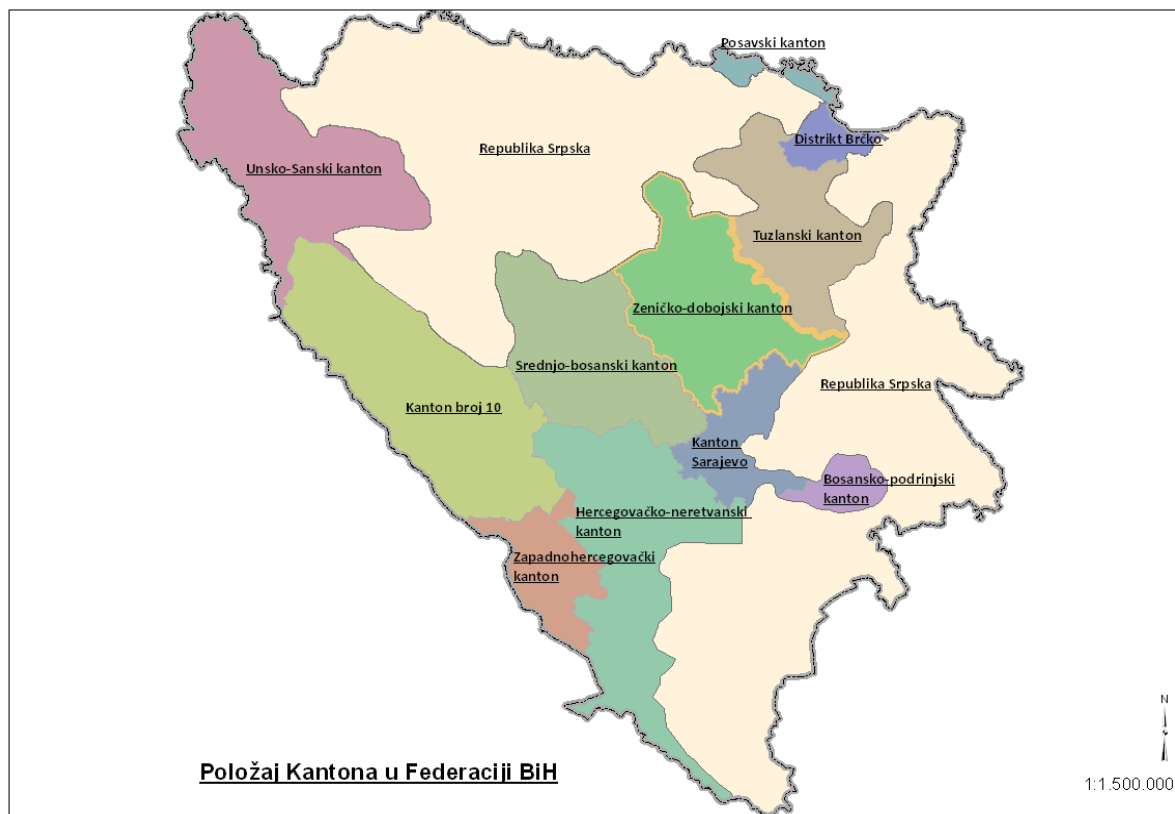 Posavski kanton
Distrikt Brčko
Republika Srpska
Unsko-Sanski kanton
Tuzlanski kanton
Zeničko-dobojski kanton
Srednjo-bosanski kanton
Republika Srpska
Kanton broj 10
Kanton
Sarajevo
Bosansko-podrinjski
kanton
Hercegovačko-neretvanski
kanton
Zapadnohercegovački
kanton
N
Položaj Kantona u Federaciji BiH
1:1.500.000